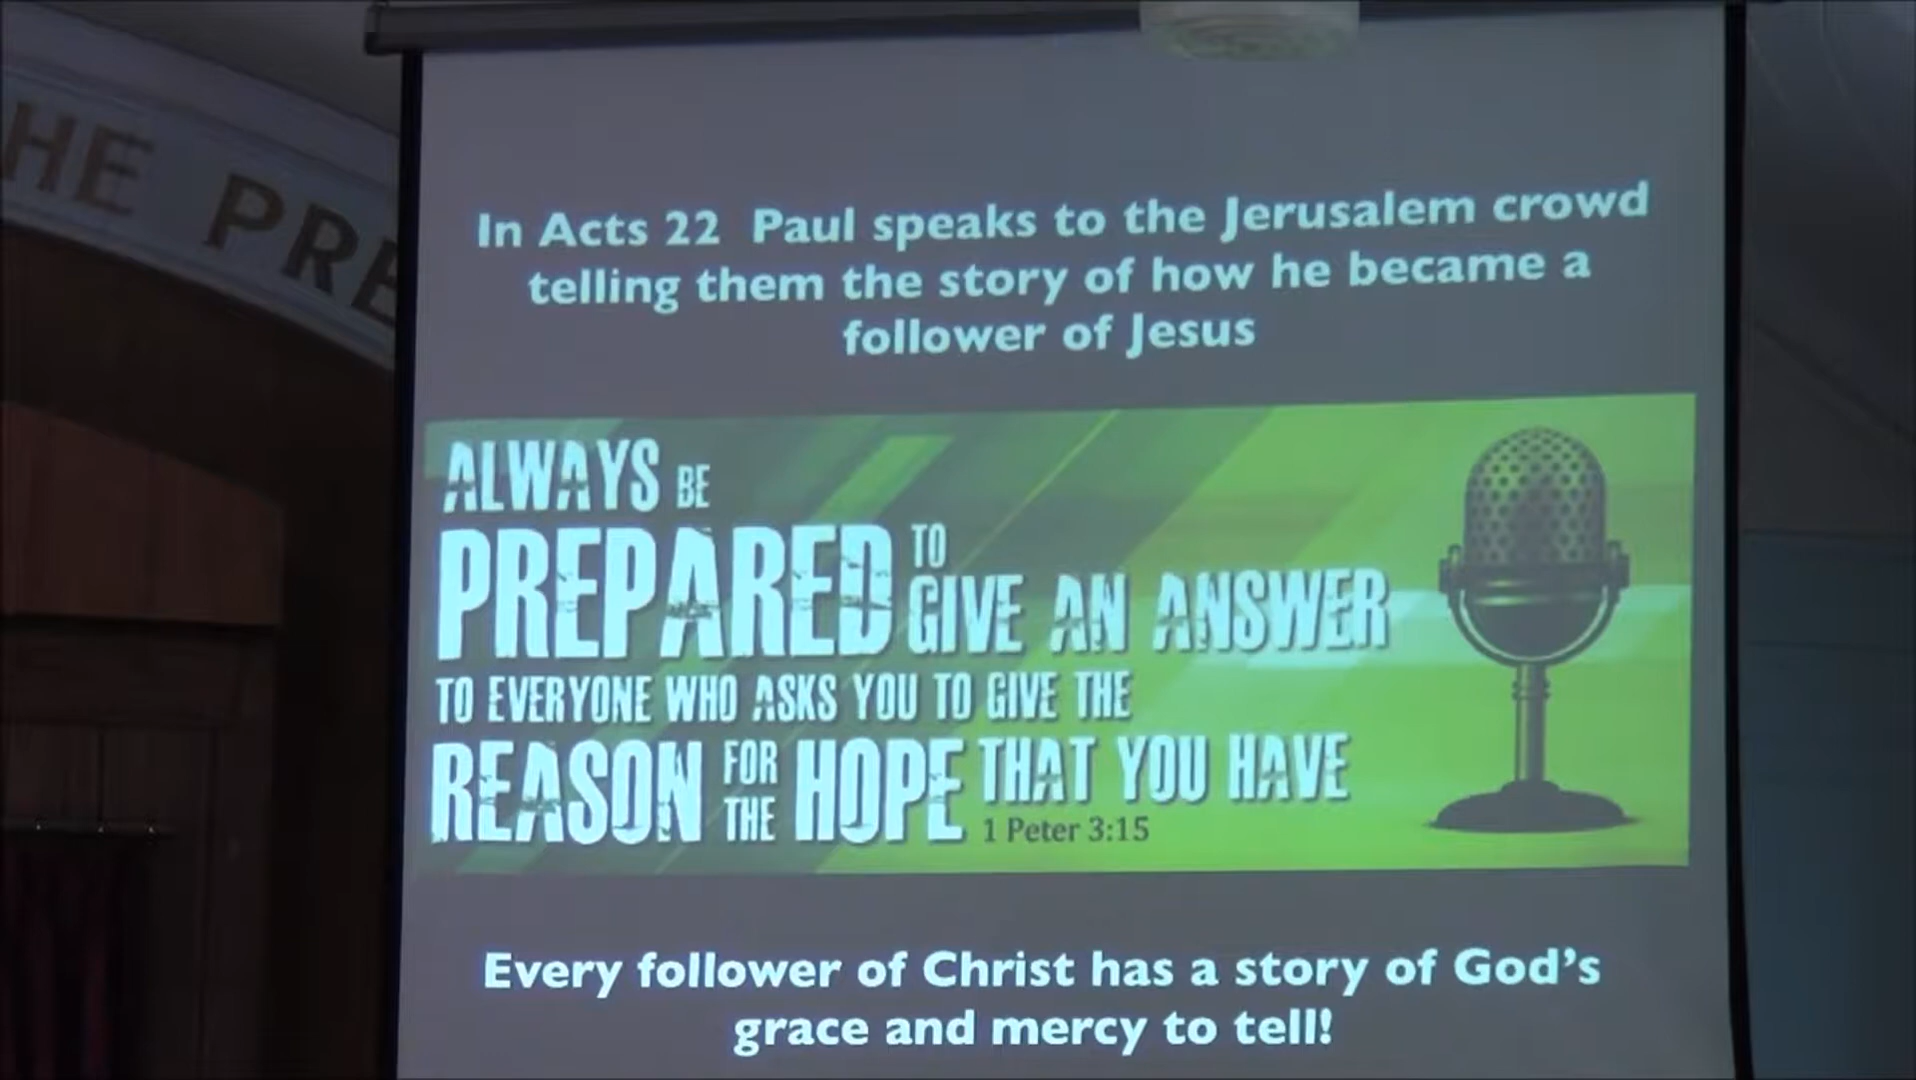 HE PRE
In Acts 22 Paul speaks to the Jerusalem crowd
telling them the story of how he became a
follower of Jesus
ALWAYS BE
PREPARED TO GIVE AN ANSWER
TO EVERYONE WHO ASKS YOU TO GIVE THE
REASON FOR THE HOPE THAT YOU HAVE
1 Peter 3:15
Every follower of Christ has a story of God's
grace and mercy to tell!